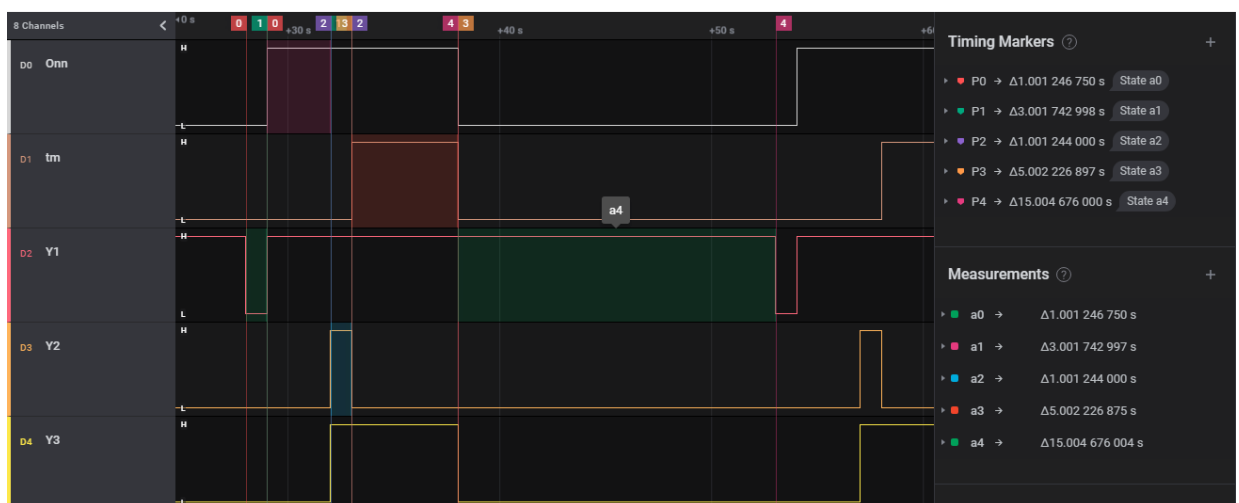 8 Channels
0 s
0 1 0 2 1 3 2 4 3 4
+30 s +40 s +50 s
D0 Onn
H
L
D1 tm
H
L
a4
D2 Y1
H
L
D3 Y2
H
L
D4 Y3
H
L
Timing Markers ? +
P0 → Δ1.001 246 750 s State a0
P1 → Δ3.001 742 998 s State a1
P2 → Δ1.001 244 000 s State a2
P3 → Δ5.002 226 897 s State a3
P4 → Δ15.004 676 000 s State a4
Measurements ? +
a0 → Δ1.001 246 750 s
a1 → Δ3.001 742 997 s
a2 → Δ1.001 244 000 s
a3 → Δ5.002 226 875 s
a4 → Δ15.004 676 004 s